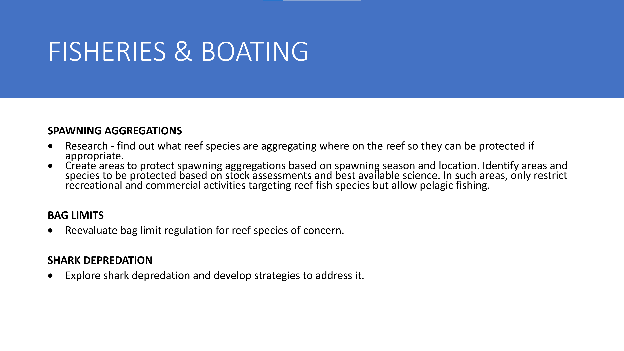 FISHERIES & BOATING
SPAWNING AGGREGATIONS
• Research - find out what reef species are aggregating where on the reef so they can be protected if
appropriate.
• Create areas to protect spawning aggregations based on spawning season and location. Identify areas and
species to be protected based on stock assessments and best available science. In such areas, only restrict
recreational and commercial activities targeting reef fish species but allow pelagic fishing.
BAG LIMITS
• Reevaluate bag limit regulation for reef species of concern.
SHARK DEPREDATION
• Explore shark depredation and develop strategies to address it.